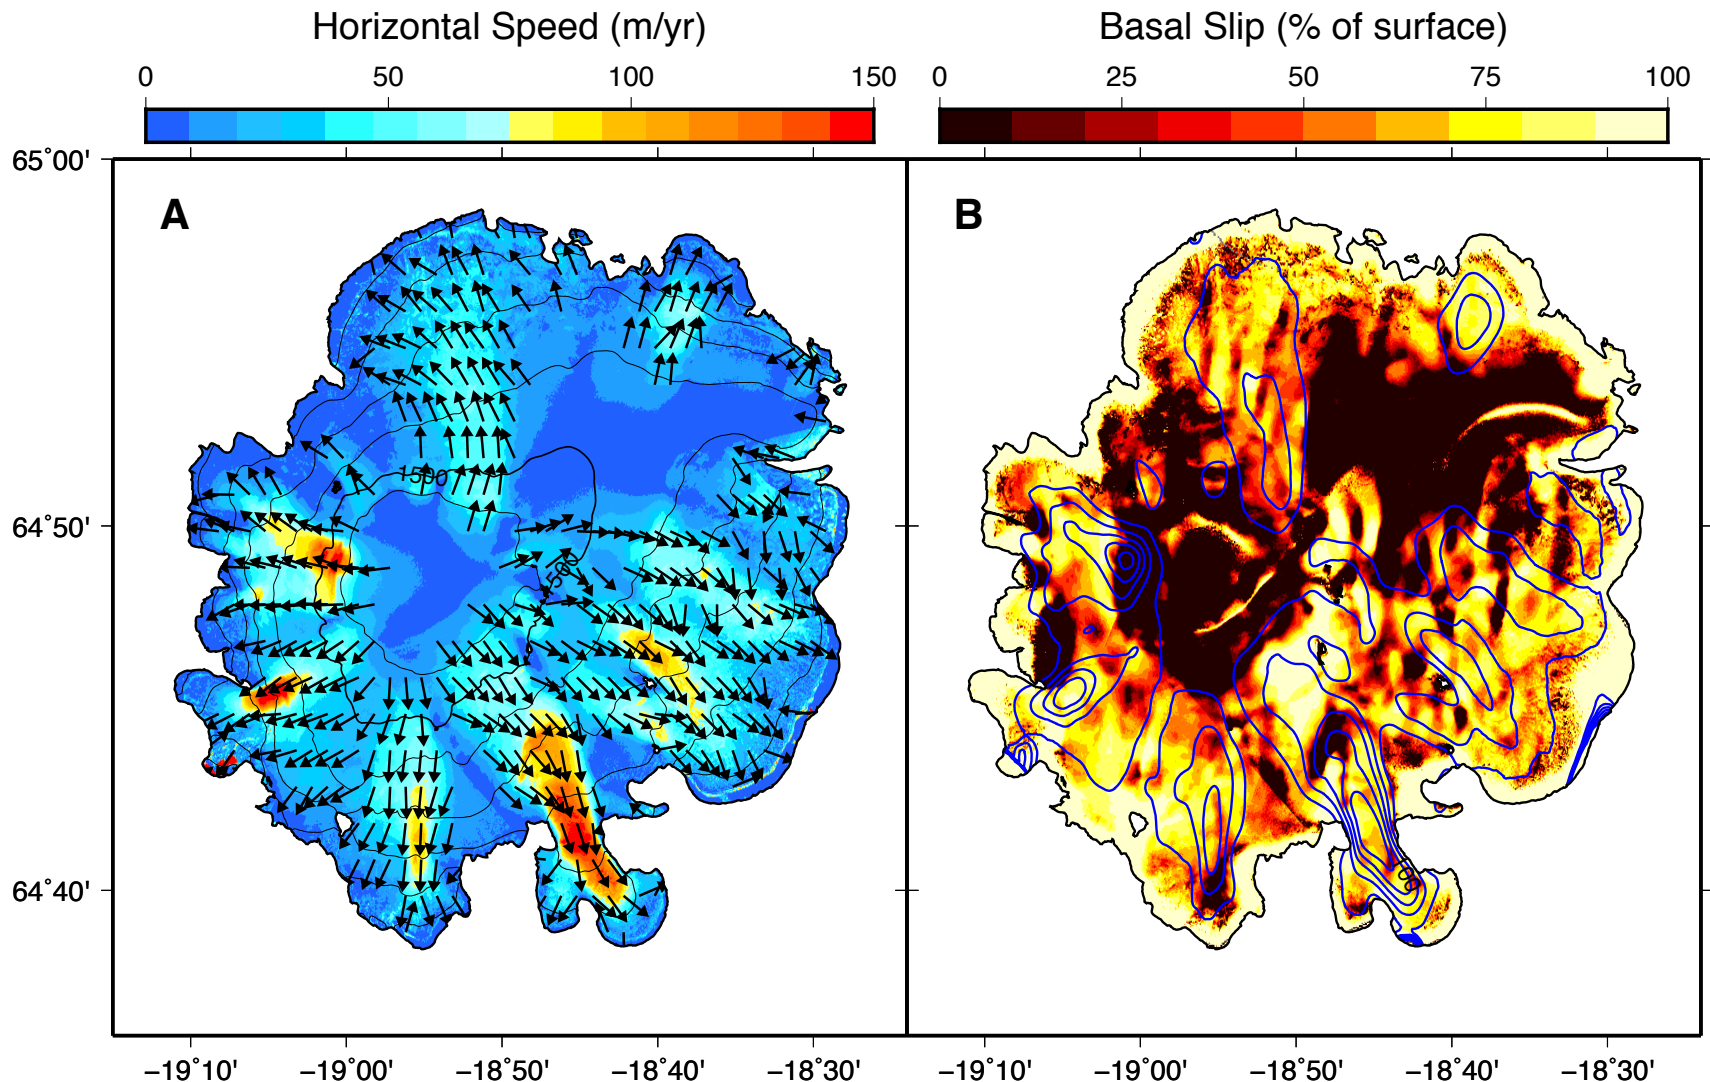 Horizontal Speed (m/yr)
Basal Slip (% of surface)
0 50 100 150
0 25 50 75 100
65°00'
A
B
1500
64°50'
1500
64°40'
−19°10' −19°00' −18°50' −18°40' −18°30'
−19°10' −19°00' −18°50' −18°40' −18°30'